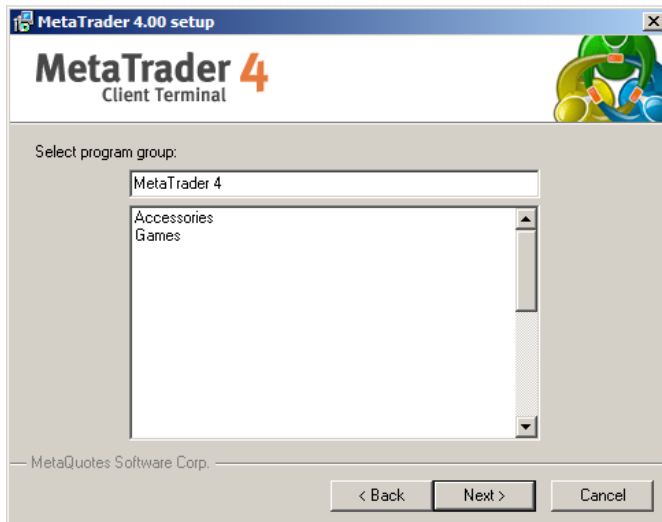 MetaTrader 4.00 setup
MetaTrader 4
Client Terminal
Select program group:
MetaTrader 4
Accessories
Games
MetaQuotes Software Corp.
< Back
Next >
Cancel